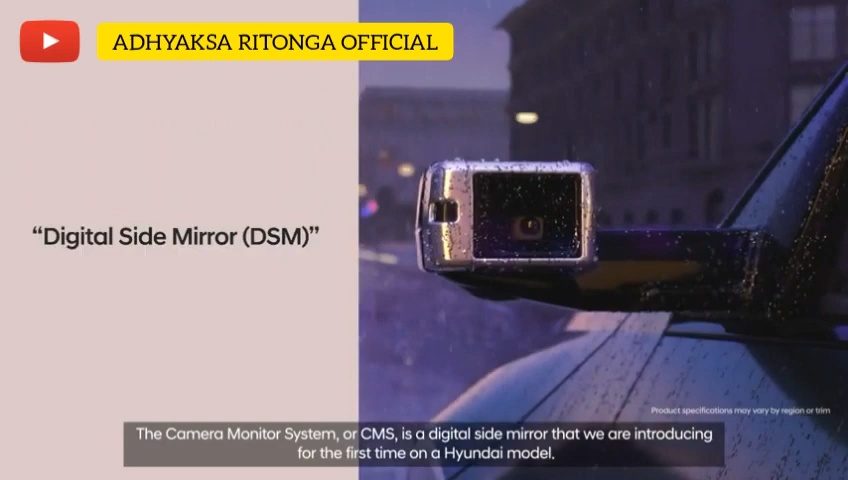 ADHYAKSA RITONGA OFFICIAL
“Digital Side Mirror (DSM)”
Product specifications may vary by region or trim
The Camera Monitor System, or CMS, is a digital side mirror that we are introducing
for the first time on a Hyundai model.